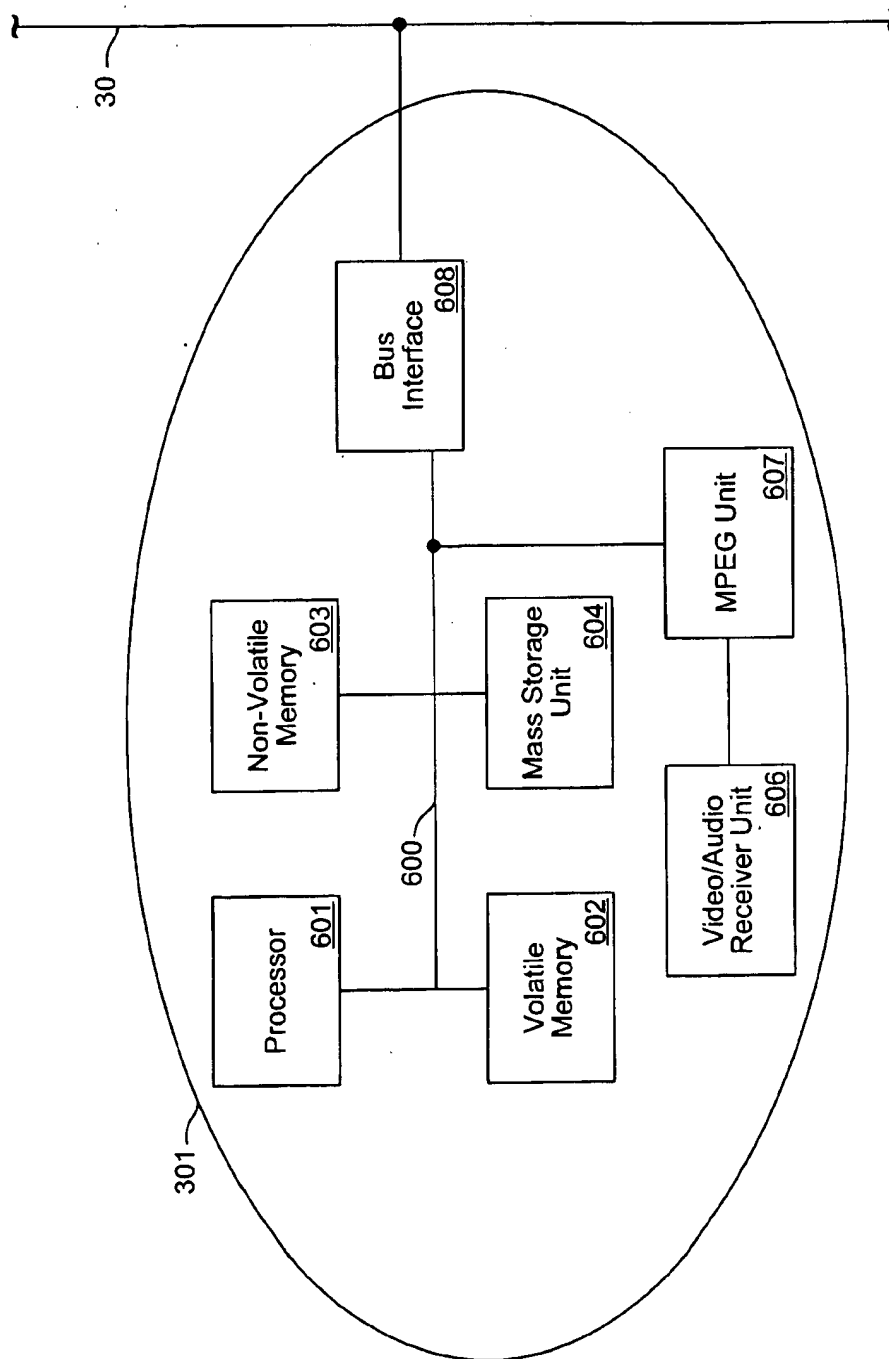 30
301
Processor
601
Non-Volatile
Memory
603
Bus
Interface
608
600
Volatile
Memory
602
Mass Storage
Unit
604
Video/Audio
Receiver Unit
606
MPEG Unit
607